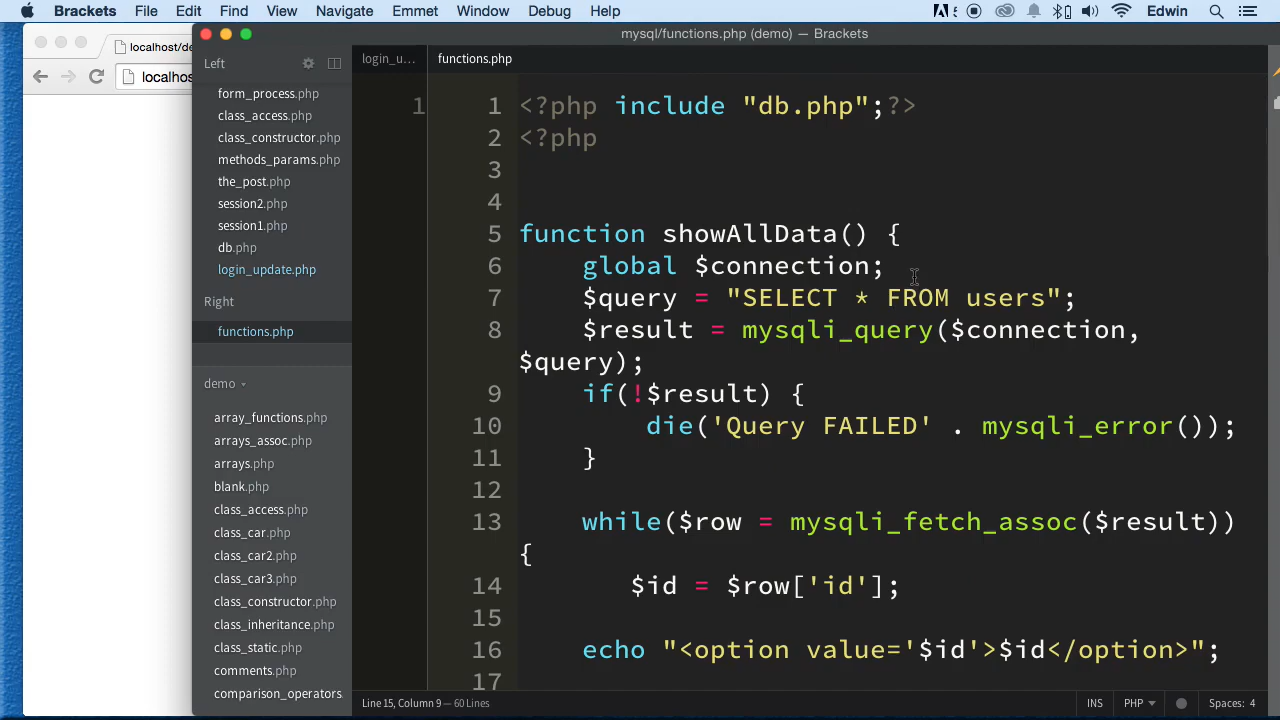 Brackets File Edit Find View Navigate Emmet Window Debug Help Edwin
mysql/functions.php (demo) — Brackets
localhost/de
localhos
Left
form_process.php
class_access.php
class_constructor.php
methods_params.php
the_post.php
session2.php
session1.php
db.php
login_update.php
Right
functions.php
demo
array_functions.php
arrays_assoc.php
arrays.php
blank.php
class_access.php
class_car.php
class_car2.php
class_car3.php
class_constructor.php
class_inheritance.php
class_static.php
comments.php
comparison_operators.
login_u... functions.php
1
1 <?php include "db.php";?>
2 <?php
3
4
5 function showAllData() {
6 global $connection;
7 $query = "SELECT * FROM users";
8 $result = mysqli_query($connection,
$query);
9 if(!$result) {
10 die('Query FAILED' . mysqli_error());
11 }
12
13 while($row = mysqli_fetch_assoc($result))
{
14 $id = $row['id'];
15
16 echo "<option value='$id'>$id</option>";
17
Line 15, Column 9 — 60 Lines INS PHP Spaces: 4